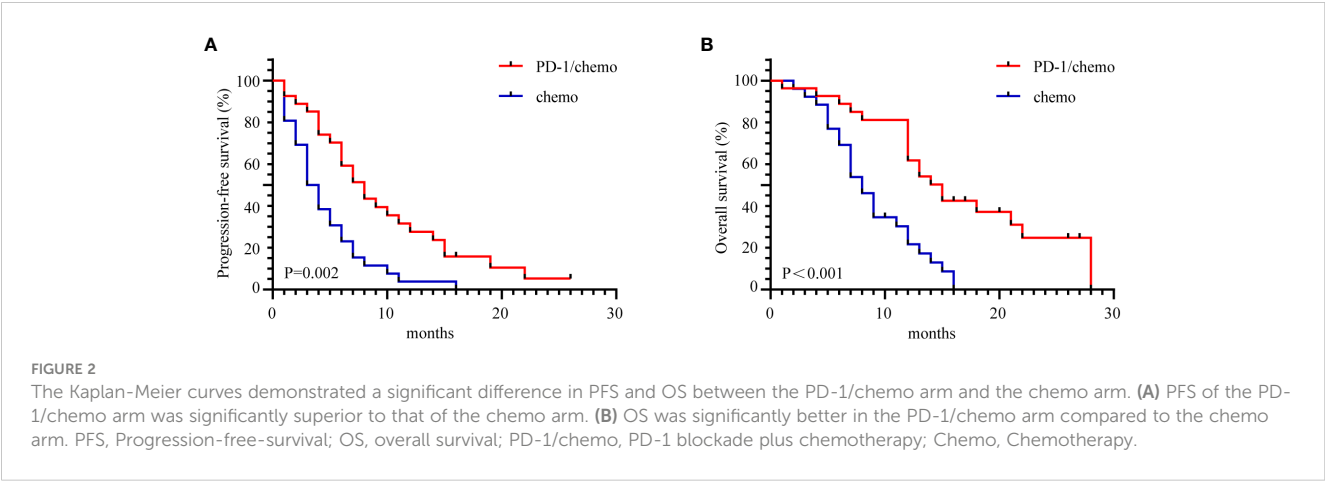 A
PD-1/chemo
chemo
Progression-free survival (%)
100
80
60
40
20
0
P=0.002
0
10
20
30
months
B
PD-1/chemo
chemo
Overall survival (%)
100
80
60
40
20
0
P<0.001
0
10
20
30
months
FIGURE 2
The Kaplan-Meier curves demonstrated a significant difference in PFS and OS between the PD-1/chemo arm and the chemo arm. (A) PFS of the PD-
1/chemo arm was significantly superior to that of the chemo arm. (B) OS was significantly better in the PD-1/chemo arm compared to the chemo
arm. PFS, Progression-free-survival; OS, overall survival; PD-1/chemo, PD-1 blockade plus chemotherapy; Chemo, Chemotherapy.